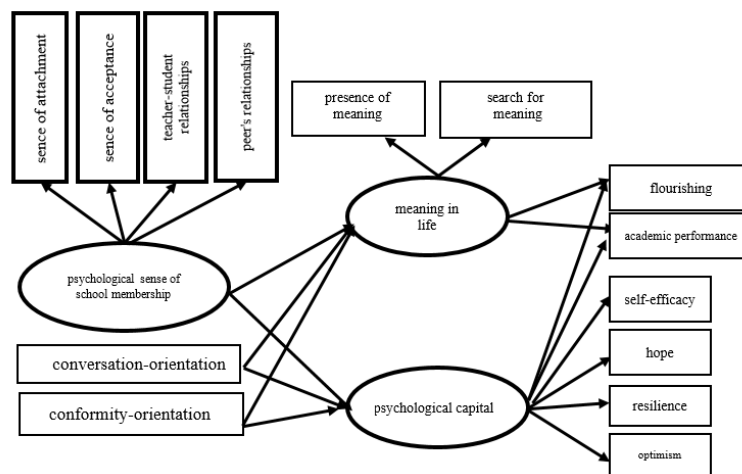 sence of attachment
sence of acceptance
teacher-student
relationships
peer's relationships
presence of
meaning
search for
meaning
meaning in
life
flourishing
academic performance
psychological sense of
school membership
self-efficacy
conversation-orientation
hope
conformity-orientation
psychological capital
resilience
optimism